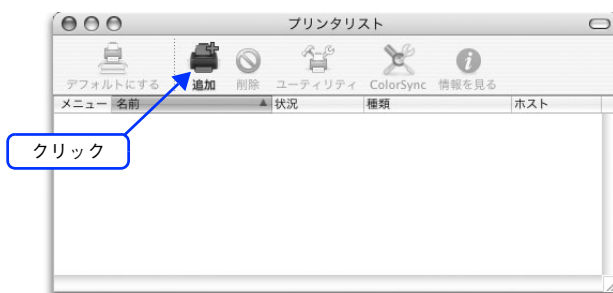 プリンタリスト
デフォルトにする 追加 削除 ユーティリティ ColorSync 情報を見る
メニュー 名前 状況 種類 ホスト
クリック